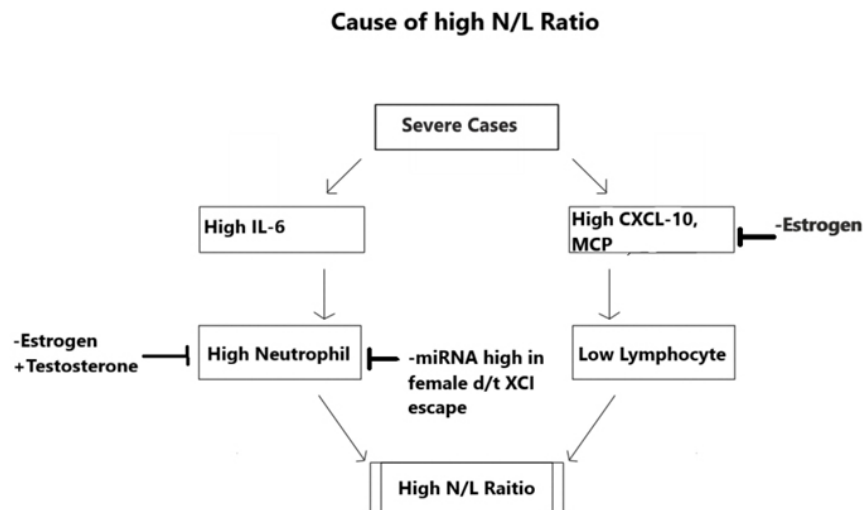 Cause of high N/L Ratio
Severe Cases
High IL-6
High CXCL-10,
MCP
-Estrogen
-Estrogen
+Testosterone
High Neutrophil
-miRNA high in
female d/t XCI
escape
Low Lymphocyte
High N/L Raitio